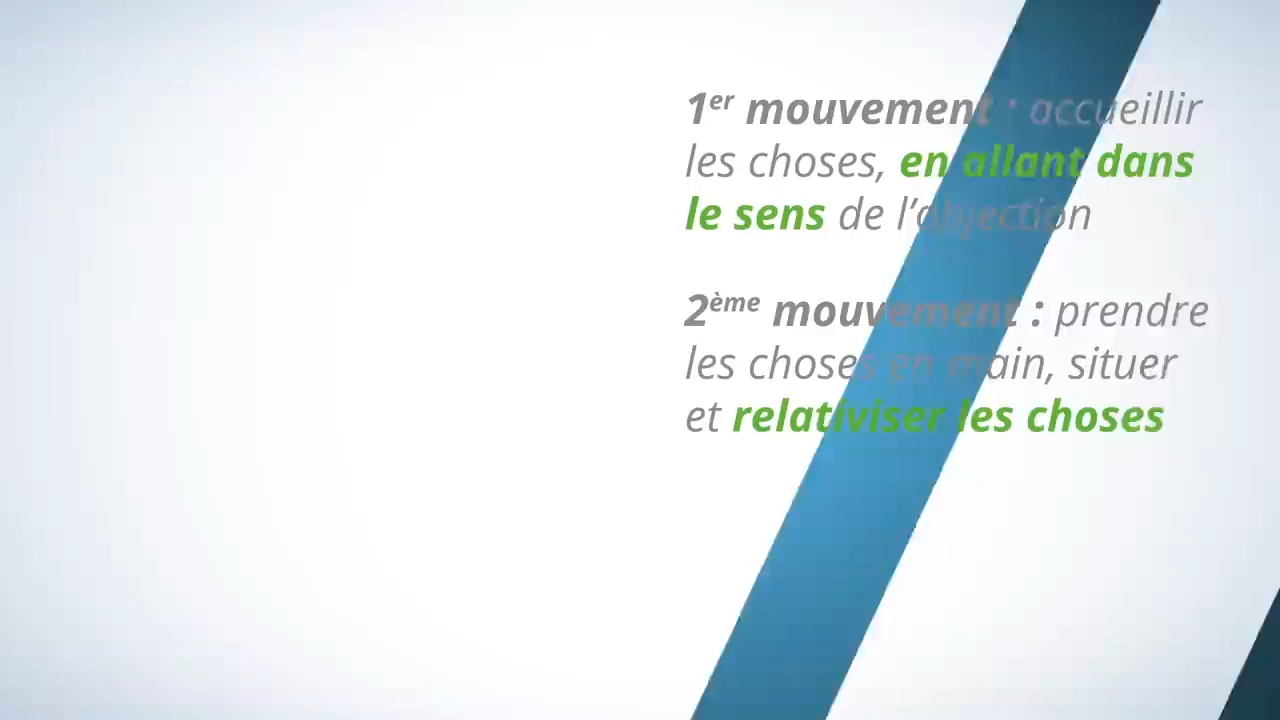 1er mouvement : accueillir
les choses, en allant dans
le sens de l’objection
2ème mouvement : prendre
les choses en main, situer
et relativiser les choses